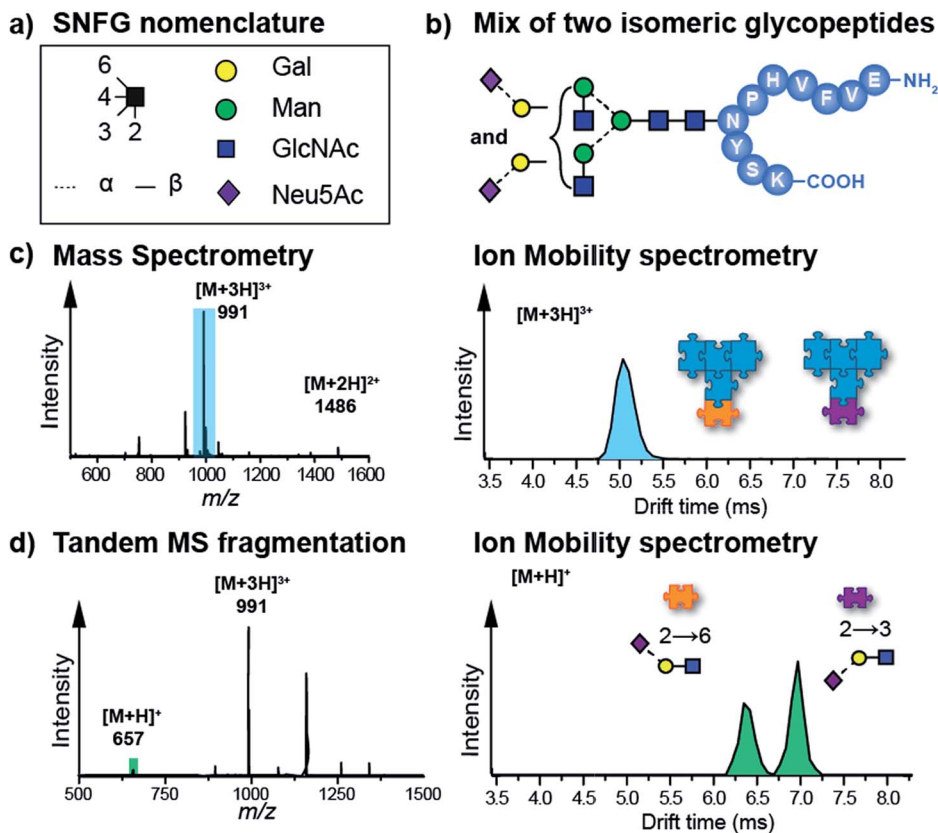 a) SNFG nomenclature
6
4
3 2
α β
Gal
Man
GlcNAc
Neu5Ac
b) Mix of two isomeric glycopeptides
and
N P H V F V E NH₂
Y S K COOH
c) Mass Spectrometry
[M+3H]³⁺
991
[M+2H]²⁺
1486
Intensity
600 800 1000 1200 1400 1600
m/z
Ion Mobility spectrometry
[M+3H]³⁺
Intensity
3.5 4.0 4.5 5.0 5.5 6.0 6.5 7.0 7.5 8.0
Drift time (ms)
d) Tandem MS fragmentation
[M+3H]³⁺
991
[M+H]⁺
657
Intensity
500 750 1000 1250 1500
m/z
Ion Mobility spectrometry
[M+H]⁺
2→6
2→3
Intensity
3.5 4.0 4.5 5.0 5.5 6.0 6.5 7.0 7.5 8.0
Drift time (ms)